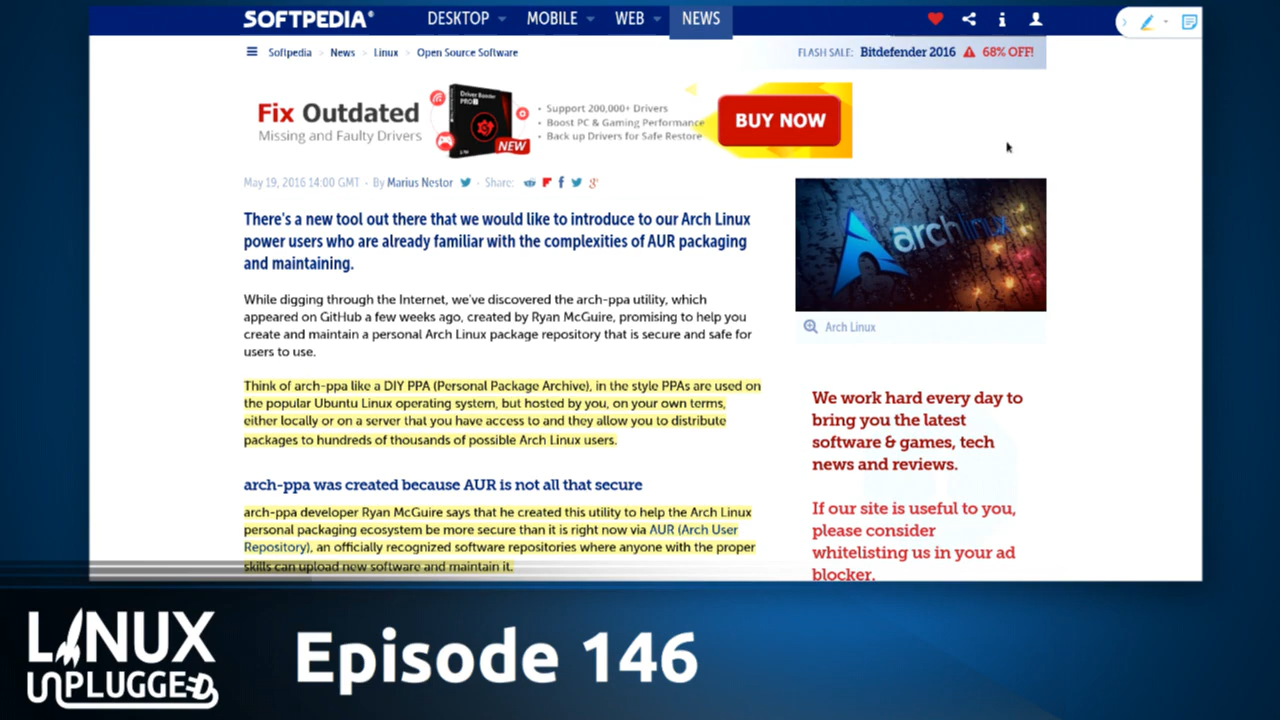 SOFTPEDIA®
DESKTOP
MOBILE
WEB
NEWS
Softpedia > News > Linux > Open Source Software
FLASH SALE: Bitdefender 2016 68% OFF!
Fix Outdated
Missing and Faulty Drivers
Driver Booster
PRO
NEW
• Support 200,000+ Drivers
• Boost PC & Gaming Performance
• Back up Drivers for Safe Restore
BUY NOW
May 19, 2016 14:00 GMT · By Marius Nestor · Share:
There's a new tool out there that we would like to introduce to our Arch Linux
power users who are already familiar with the complexities of AUR packaging
and maintaining.
While digging through the Internet, we've discovered the arch-ppa utility, which
appeared on GitHub a few weeks ago, created by Ryan McGuire, promising to help you
create and maintain a personal Arch Linux package repository that is secure and safe for
users to use.
Think of arch-ppa like a DIY PPA (Personal Package Archive), in the style PPAs are used on
the popular Ubuntu Linux operating system, but hosted by you, on your own terms,
either locally or on a server that you have access to and they allow you to distribute
packages to hundreds of thousands of possible Arch Linux users.
arch-ppa was created because AUR is not all that secure
arch-ppa developer Ryan McGuire says that he created this utility to help the Arch Linux
personal packaging ecosystem be more secure than it is right now via AUR (Arch User
Repository), an officially recognized software repositories where anyone with the proper
skills can upload new software and maintain it.
arch linux
Arch Linux
We work hard every day to
bring you the latest
software & games, tech
news and reviews.
If our site is useful to you,
please consider
whitelisting us in your ad
blocker.
LINUX
UNPLUGGED
Episode 146